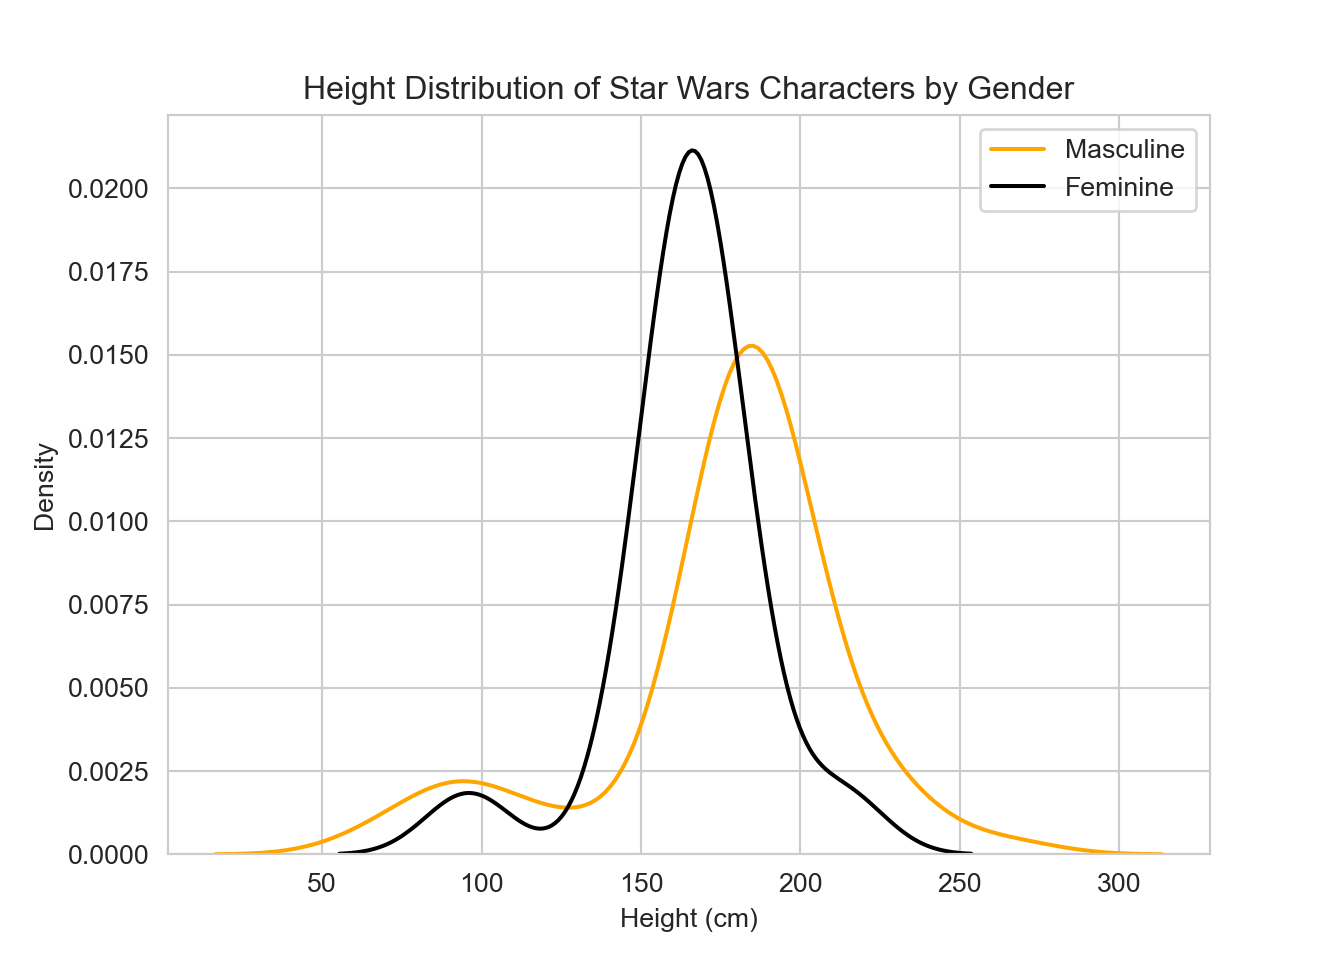 Height Distribution of Star Wars Characters by Gender
Masculine
Feminine
0.0200
0.0175
0.0150
0.0125
0.0100
0.0075
0.0050
0.0025
0.0000
Density
50 100 150 200 250 300
Height (cm)